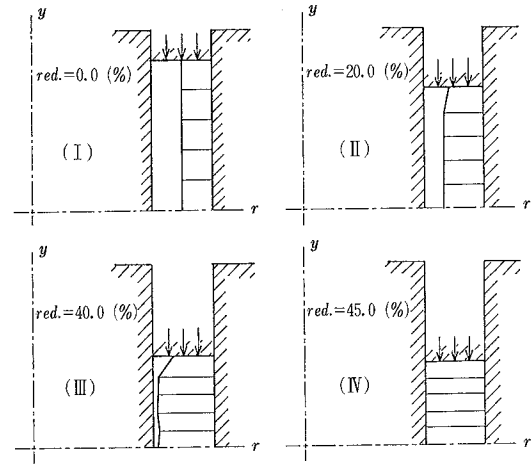 y
red.=0.0 (%)
(Ⅰ)
r
y
red.=20.0 (%)
(Ⅱ)
r
y
red.=40.0 (%)
(Ⅲ)
r
y
red.=45.0 (%)
(Ⅳ)
r